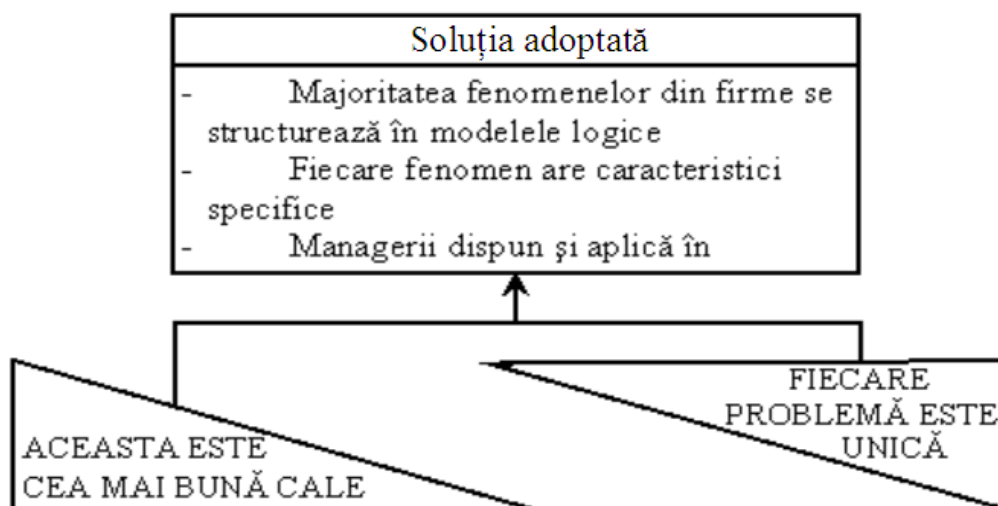 Soluția adoptată
- Majoritatea fenomenelor din firme se
structurează în modelele logice
- Fiecare fenomen are caracteristici
specifice
- Managerii dispun și aplică în
FIECARE
PROBLEMĂ ESTE
UNICĂ
ACEASTA ESTE
CEA MAI BUNĂ CALE